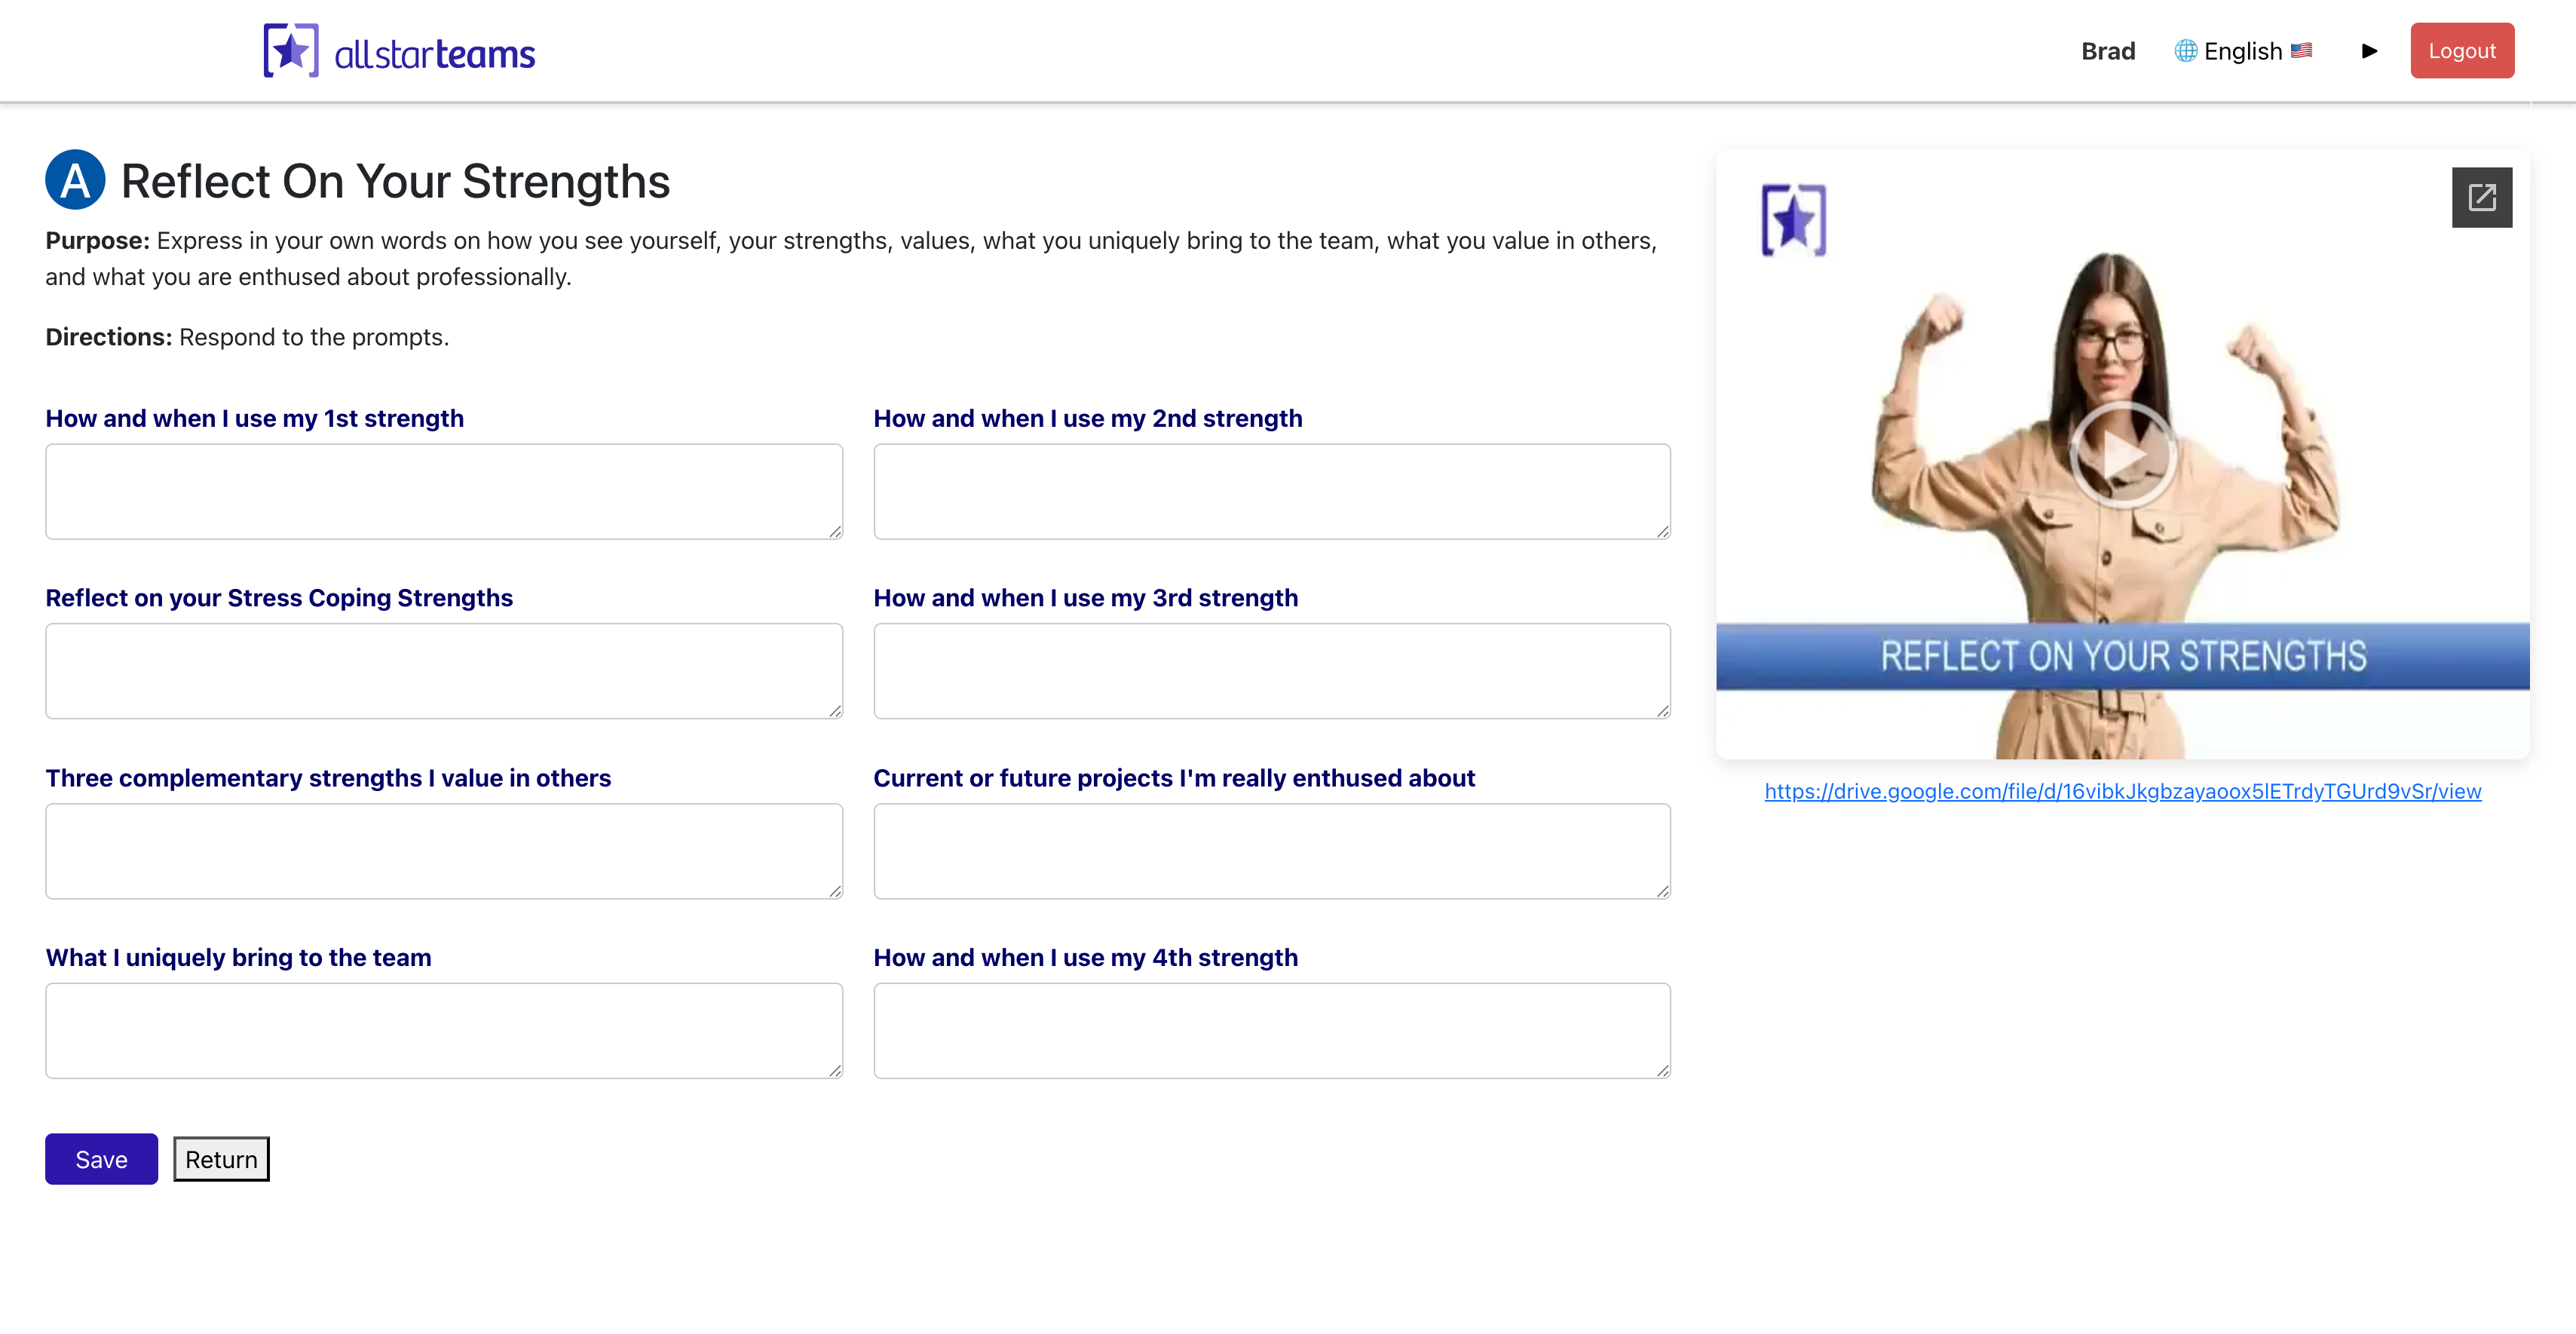 allstarteams
Brad
English
Logout
A Reflect On Your Strengths
Purpose: Express in your own words on how you see yourself, your strengths, values, what you uniquely bring to the team, what you value in others,
and what you are enthused about professionally.
Directions: Respond to the prompts.
How and when I use my 1st strength
How and when I use my 2nd strength
Reflect on your Stress Coping Strengths
How and when I use my 3rd strength
Three complementary strengths I value in others
Current or future projects I'm really enthused about
What I uniquely bring to the team
How and when I use my 4th strength
Save
Return
REFLECT ON YOUR STRENGTHS
https://drive.google.com/file/d/16vibkJkgbzayaoox5lETrdyTGUrd9vSr/view